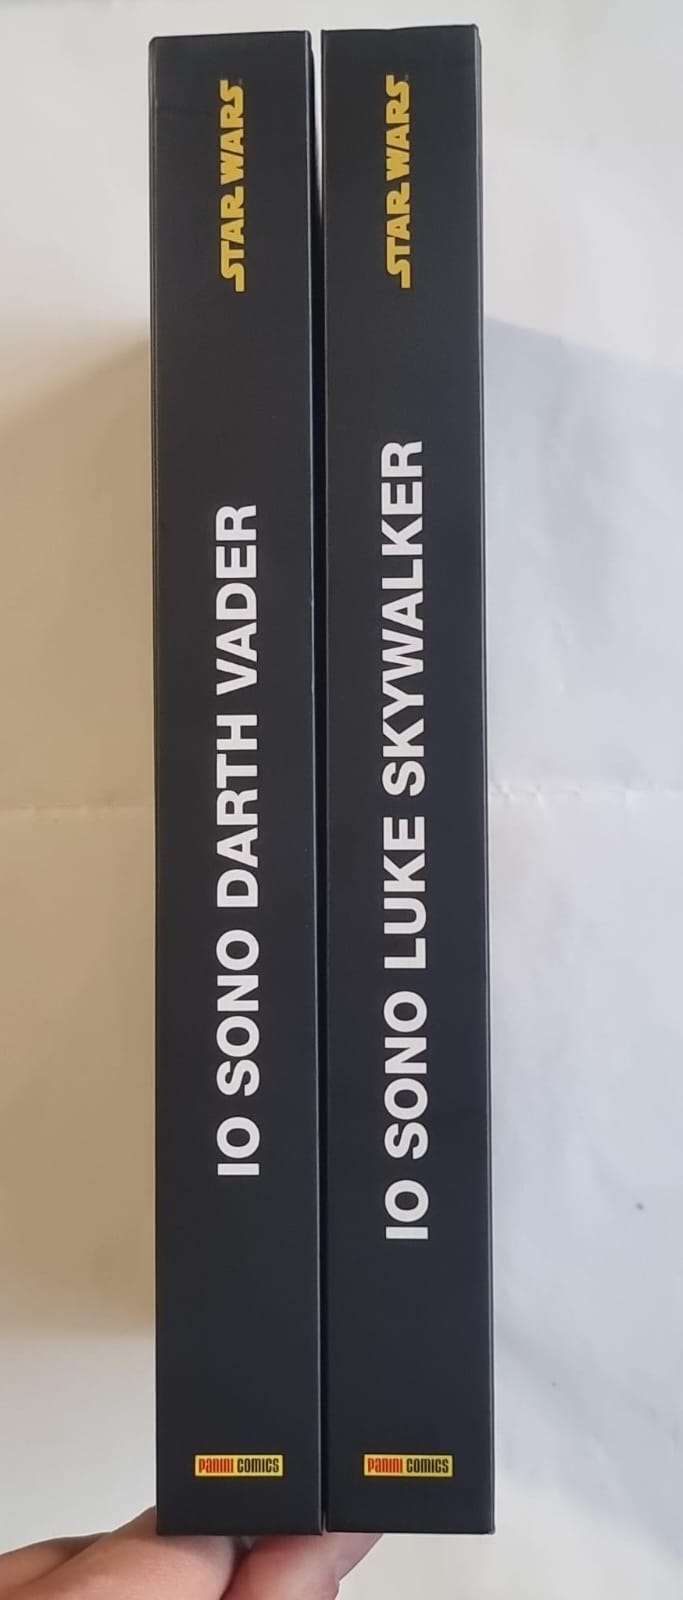 STAR WARS
IO SONO DARTH VADER
PANINI COMICS
STAR WARS
IO SONO LUKE SKYWALKER
PANINI COMICS